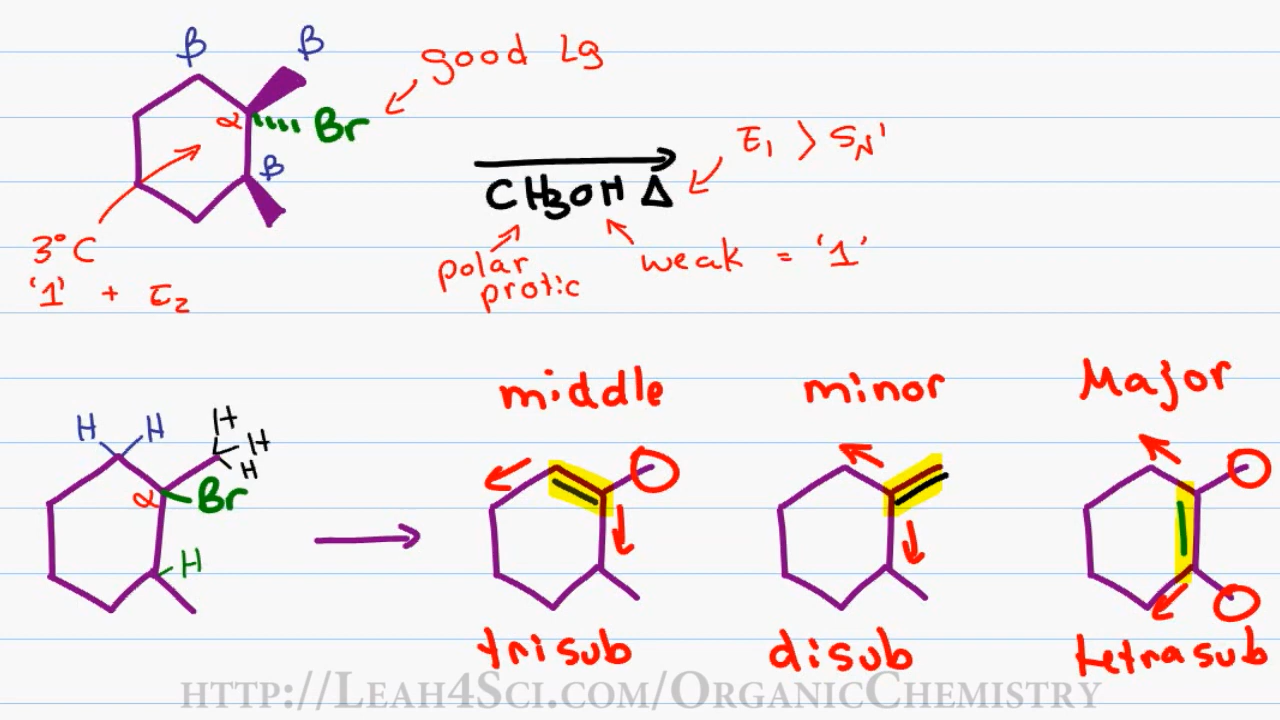 β β
good Lg
α Br
β
E1 > SN1
CH3OH Δ
3°C
'1' + E2
polar
protic
weak = '1'
middle minor Major
H H H
H
H
α Br
H
trisub disub tetrasub
HTTP://LEAH4SCI.COM/ORGANICCHEMISTRY